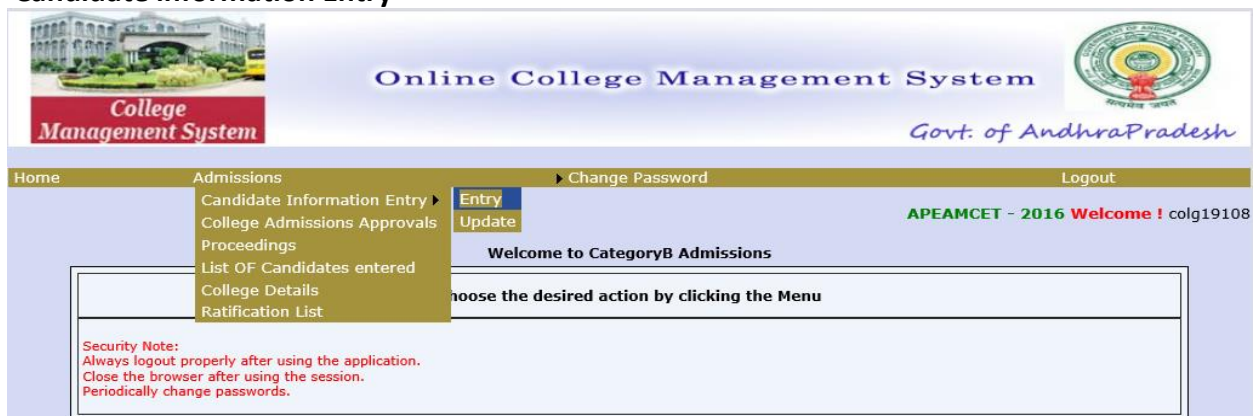 Candidate Information Entry
College
Management System
Online College Management System
सत्यमेव जयते
Govt. of AndhraPradesh
Home Admissions Change Password Logout
Candidate Information Entry Entry
College Admissions Approvals Update
APEAMCET - 2016 Welcome ! colg19108
Proceedings
Welcome to CategoryB Admissions
List OF Candidates entered
College Details
hoose the desired action by clicking the Menu
Ratification List
Security Note:
Always logout properly after using the application.
Close the browser after using the session.
Periodically change passwords.